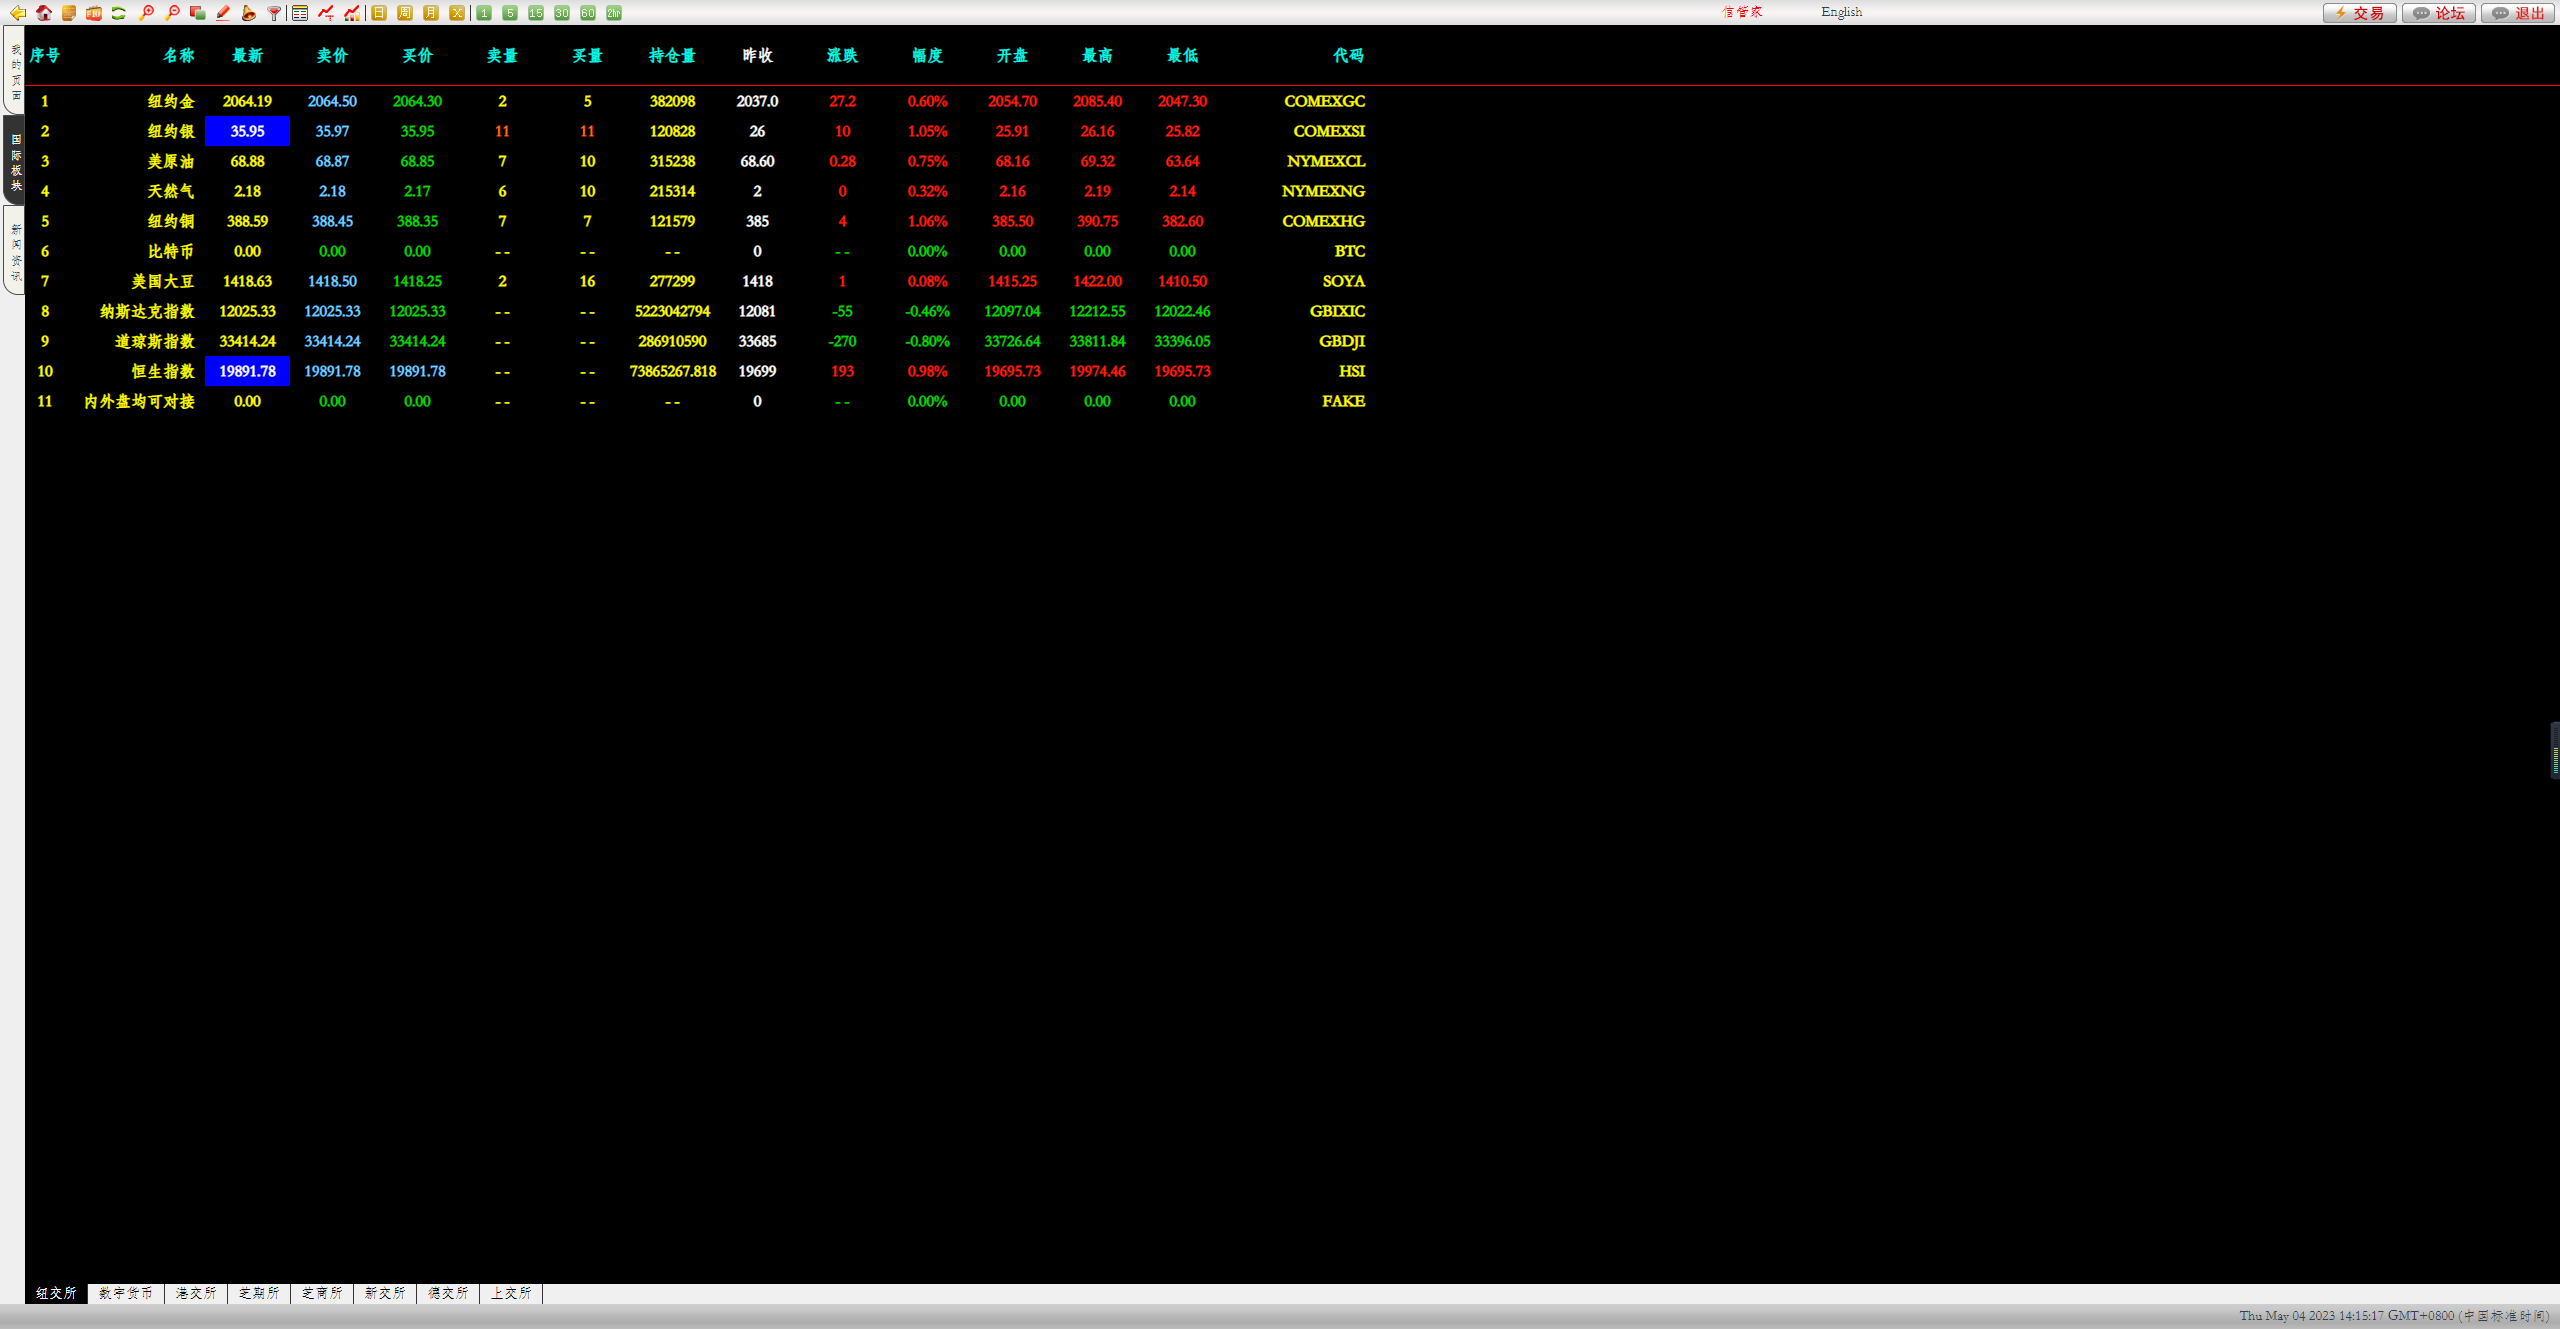 1 5 15 30 60 2hr 日 周 月 信管家 English 交易 论坛 退出
我的页面
国际板块
新闻资讯
序号 名称 最新 卖价 买价 卖量 买量 持仓量 昨收 涨跌 幅度 开盘 最高 最低 代码
1 纽约金 2064.19 2064.50 2064.30 2 5 382098 2037.0 27.2 0.60% 2054.70 2085.40 2047.30 COMEXGC
2 纽约银 35.95 35.97 35.95 11 11 120828 26 10 1.05% 25.91 26.16 25.82 COMEXSI
3 美原油 68.88 68.87 68.85 7 10 315238 68.60 0.28 0.75% 68.16 69.32 63.64 NYMEXCL
4 天然气 2.18 2.18 2.17 6 10 215314 2 0 0.32% 2.16 2.19 2.14 NYMEXNG
5 纽约铜 388.59 388.45 388.35 7 7 121579 385 4 1.06% 385.50 390.75 382.60 COMEXHG
6 比特币 0.00 0.00 0.00 -- -- -- 0 -- 0.00% 0.00 0.00 0.00 BTC
7 美国大豆 1418.63 1418.50 1418.25 2 16 277299 1418 1 0.08% 1415.25 1422.00 1410.50 SOYA
8 纳斯达克指数 12025.33 12025.33 12025.33 -- -- 5223042794 12081 -55 -0.46% 12097.04 12212.55 12022.46 GBIXIC
9 道琼斯指数 33414.24 33414.24 33414.24 -- -- 286910590 33685 -270 -0.80% 33726.64 33811.84 33396.05 GBDJI
10 恒生指数 19891.78 19891.78 19891.78 -- -- 73865267.818 19699 193 0.98% 19695.73 19974.46 19695.73 HSI
11 内外盘均可对接 0.00 0.00 0.00 -- -- -- 0 -- 0.00% 0.00 0.00 0.00 FAKE
纽交所 数字货币 港交所 芝期所 芝商所 新交所 德交所 上交所
Thu May 04 2023 14:15:17 GMT+0800 (中国标准时间)